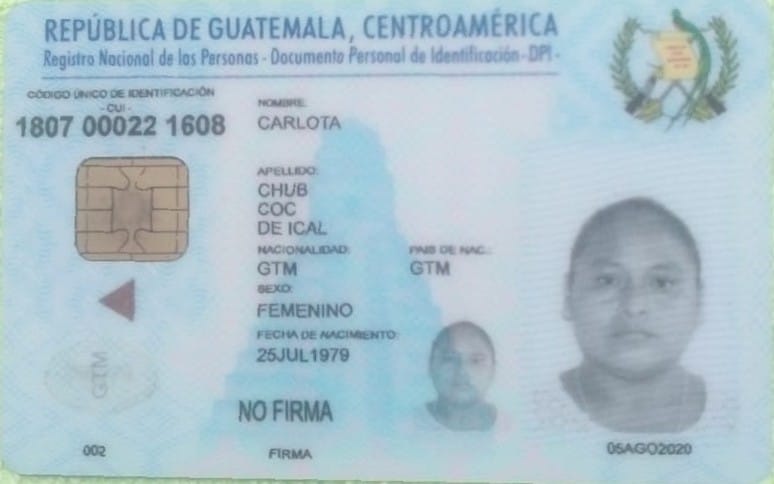 REPÚBLICA DE GUATEMALA, CENTROAMÉRICA
Registro Nacional de las Personas - Documento Personal de Identificación - DPI -
CÓDIGO ÚNICO DE IDENTIFICACIÓN
- CUI -
1807 00022 1608
NOMBRE:
CARLOTA
APELLIDO:
CHUB
COC
DE ICAL
NACIONALIDAD: PAIS DE NAC.:
GTM GTM
SEXO:
FEMENINO
FECHA DE NACIMIENTO:
25JUL1979
GTM
NO FIRMA
002 FIRMA 05AGO2020